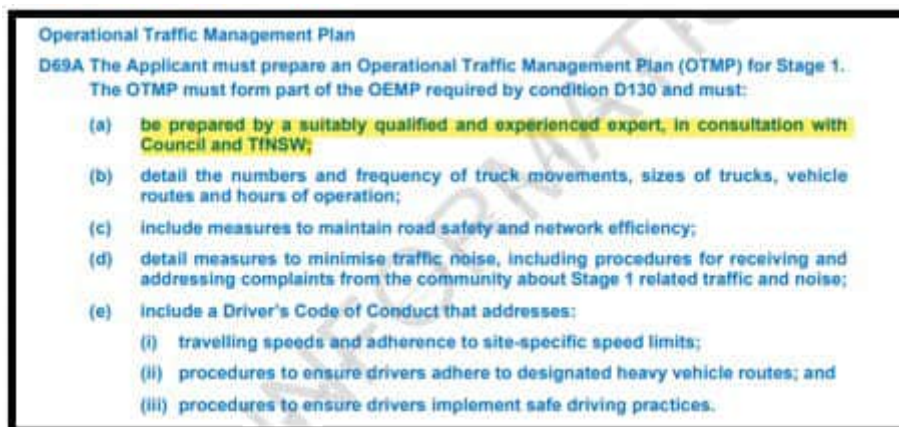 Operational Traffic Management Plan
D69A The Applicant must prepare an Operational Traffic Management Plan (OTMP) for Stage 1.
The OTMP must form part of the OEMP required by condition D130 and must:
(a) be prepared by a suitably qualified and experienced expert, in consultation with
Council and TfNSW;
(b) detail the numbers and frequency of truck movements, sizes of trucks, vehicle
routes and hours of operation;
(c) include measures to maintain road safety and network efficiency;
(d) detail measures to minimise traffic noise, including procedures for receiving and
addressing complaints from the community about Stage 1 related traffic and noise;
(e) include a Driver's Code of Conduct that addresses:
(i) travelling speeds and adherence to site-specific speed limits;
(ii) procedures to ensure drivers adhere to designated heavy vehicle routes; and
(iii) procedures to ensure drivers implement safe driving practices.